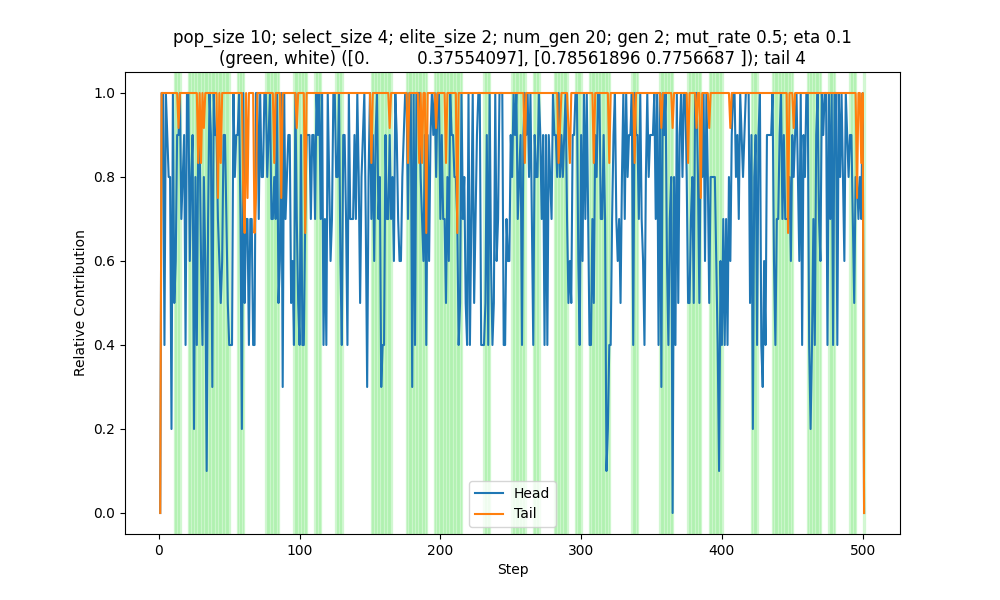 pop_size 10; select_size 4; elite_size 2; num_gen 20; gen 2; mut_rate 0.5; eta 0.1
(green, white) ([0.          0.37554097], [0.78561896 0.7756687 ]); tail 4
1.0
0.8
0.6
0.4
0.2
0.0
Relative Contribution
Head
Tail
0
100
200
300
400
500
Step